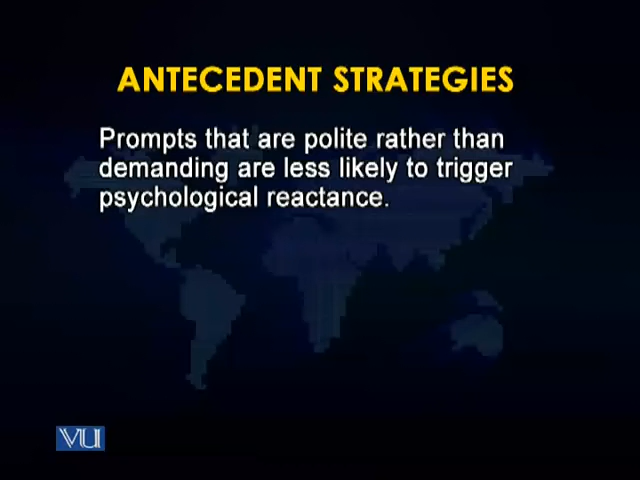 ANTECEDENT STRATEGIES
Prompts that are polite rather than
demanding are less likely to trigger
psychological reactance.
VU